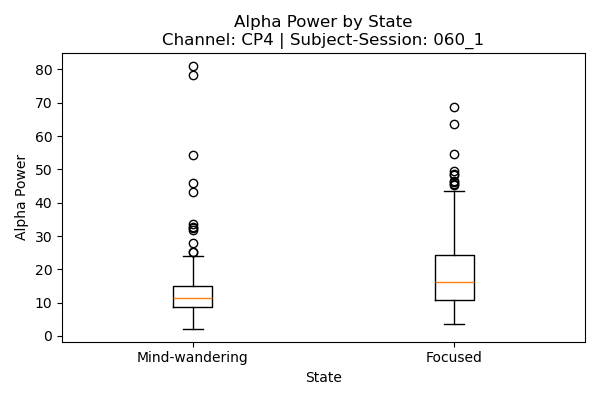 Alpha Power by State
Channel: CP4 | Subject-Session: 060_1
Alpha Power
80
70
60
50
40
30
20
10
0
Mind-wandering
Focused
State